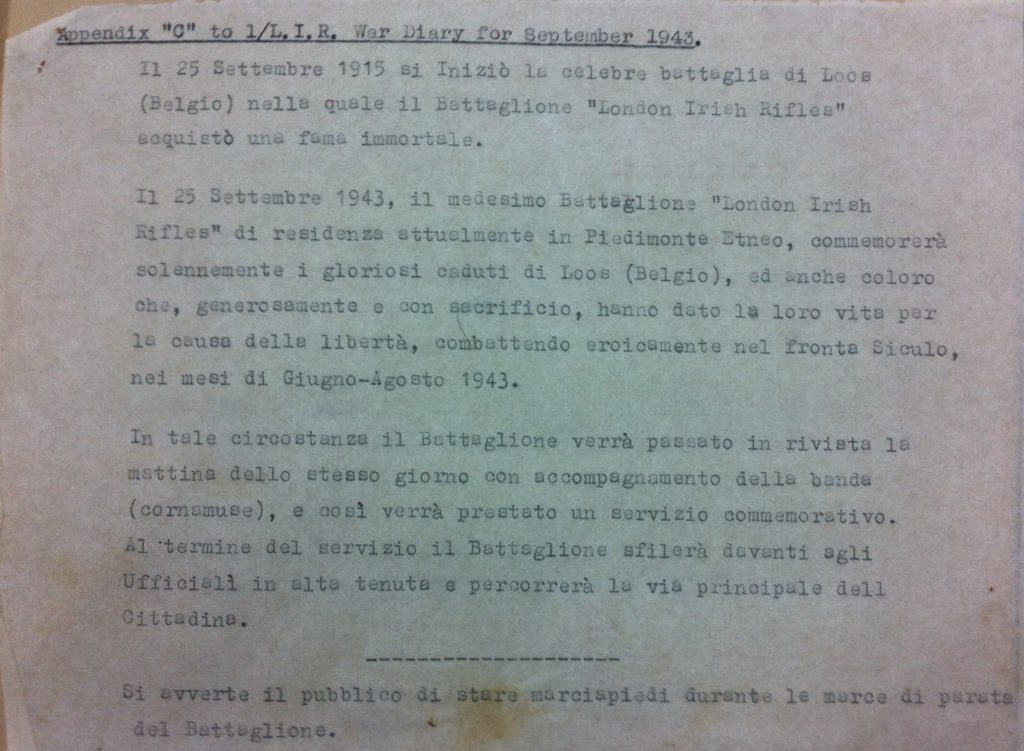 Appendix "C" to 1/L.I.R. War Diary for September 1943.
Il 25 Settembre 1915 si Iniziò la celebre battaglia di Loos
(Belgio) nella quale il Battaglione "London Irish Rifles"
acquistò una fama immortale.
Il 25 Settembre 1943, il medesimo Battaglione "London Irish
Rifles" di residenza attualmente in Piedimonte Etneo, commemorerà
solennemente i gloriosi caduti di Loos (Belgio), ed anche coloro
che, generosamente e con sacrificio, hanno dato la loro vita per
la causa della libertà, combattendo eroicamente nel fronta Siculo,
nei mesi di Giugno-Agosto 1943.
In tale circostanza il Battaglione verrà passato in rivista la
mattina dello stesso giorno con accompagnamento della banda
(cornamuse), e così verrà prestato un servizio commemorativo.
Al termine del servizio il Battaglione sfilerà davanti agli
Ufficialì in alta tenuta e percorrerà la via principale dell
Cittadina.
--------------------
Si avverte il pubblico di stare marciapiedi durante le marce di parata
del Battaglione.